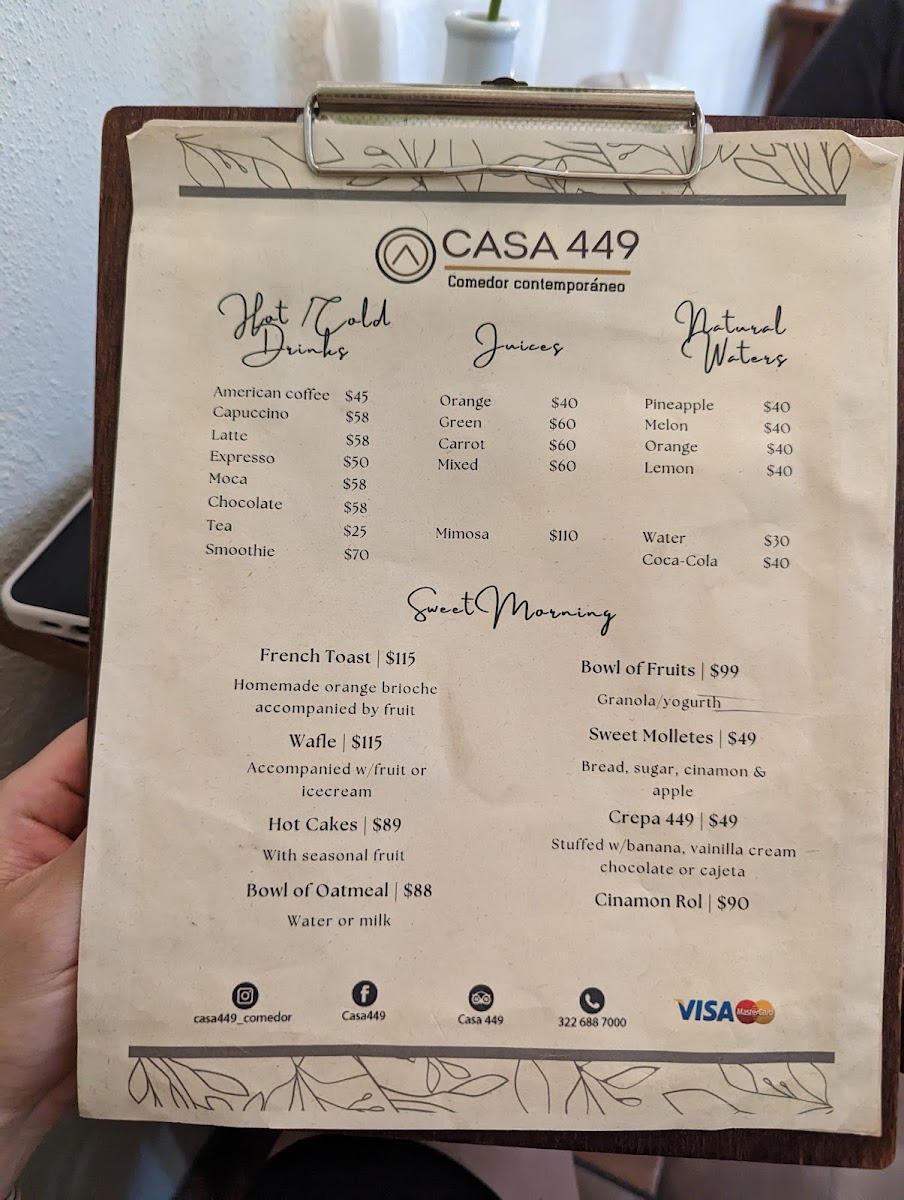 CASA 449
Comedor contemporáneo
Hot / Cold
Drinks
American coffee $45
Capuccino $58
Latte $58
Expresso $50
Moca $58
Chocolate $58
Tea $25
Smoothie $70
Juices
Orange $40
Green $60
Carrot $60
Mixed $60
Mimosa $110
Natural
Waters
Pineapple $40
Melon $40
Orange $40
Lemon $40
Water $30
Coca-Cola $40
Sweet Morning
French Toast | $115
Homemade orange brioche
accompanied by fruit
Wafle | $115
Accompanied w/fruit or
icecream
Hot Cakes | $89
With seasonal fruit
Bowl of Oatmeal | $88
Water or milk
Bowl of Fruits | $99
Granola/yogurth
Sweet Molletes | $49
Bread, sugar, cinamon &
apple
Crepa 449 | $49
Stuffed w/banana, vainilla cream
chocolate or cajeta
Cinamon Rol | $90
casa449_comedor
Casa449
Casa 449
322 688 7000
VISA MasterCard